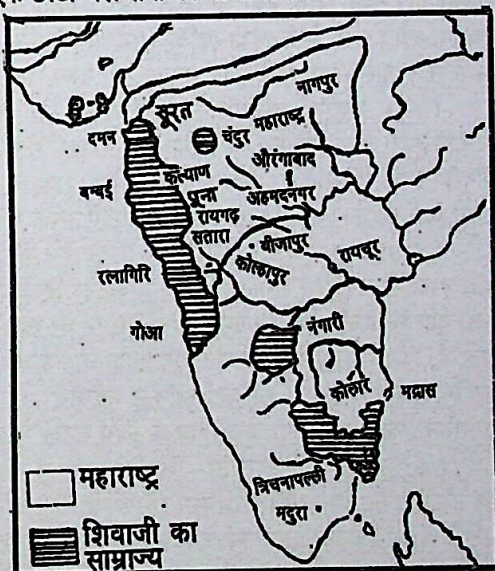 नागपुर
सूरत
महाराष्ट्र
दमन
चंदुर
औरंगाबाद
कल्याण
बम्बई
पूना
अहमदनगर
रायगढ़
सतारा
बीजापुर
रायचूर
कोल्हापुर
रत्नागिरि
गोआ
नंगारी
कोलार
मद्रास
त्रिचनापल्ली
मदुरा
महाराष्ट्र
शिवाजी का
साम्राज्य